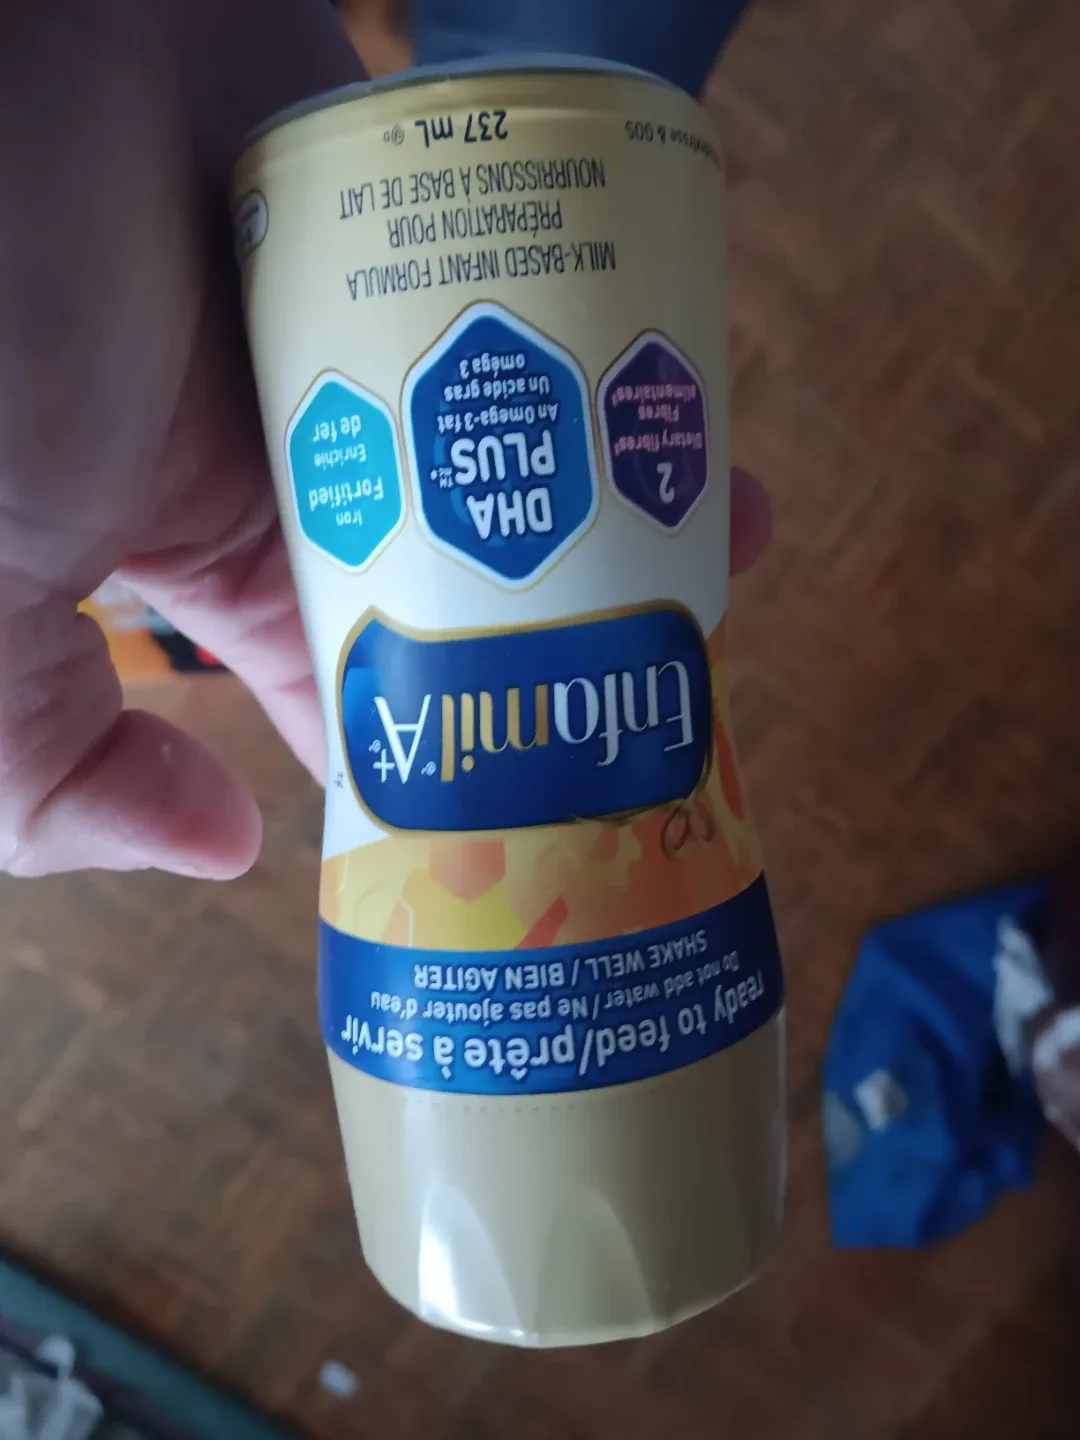 ready to feed/prête à servir
Do not add water / Ne pas ajouter d'eau
SHAKE WELL / BIEN AGITER
Enfamil A+
2
Dietary fibres
Fibres
alimentaires
DHA
PLUS™
An Omega-3 fat
Un acide gras
oméga 3
Iron
Fortified
Enrichie
de fer
MILK-BASED INFANT FORMULA
PRÉPARATION POUR
NOURRISSONS À BASE DE LAIT
& GOS
237 mL